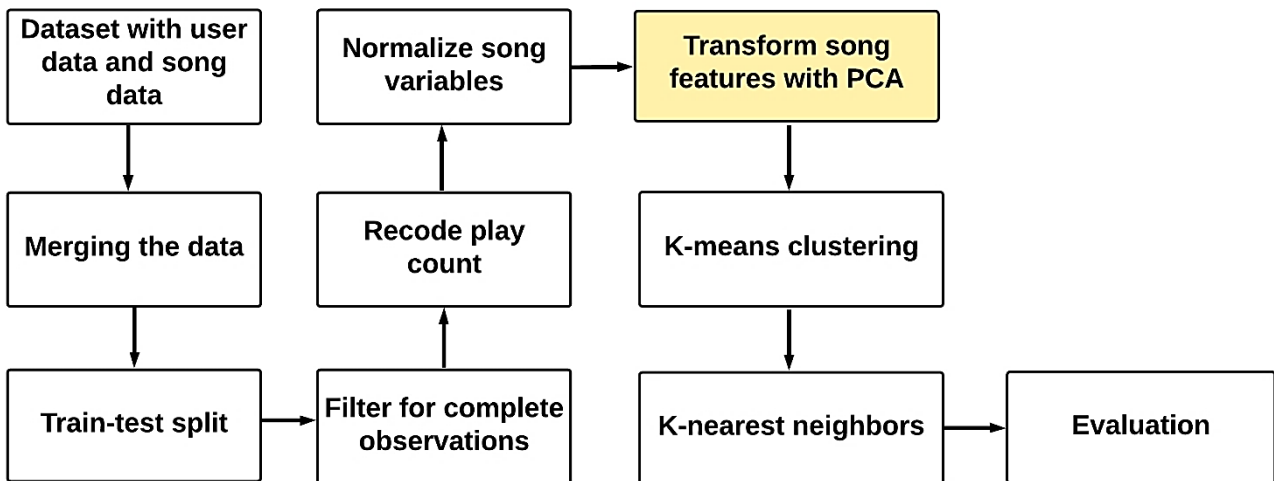 Dataset with user
data and song
data
Merging the data
Train-test split
Filter for complete
observations
Recode play
count
Normalize song
variables
Transform song
features with PCA
K-means clustering
K-nearest neighbors
Evaluation